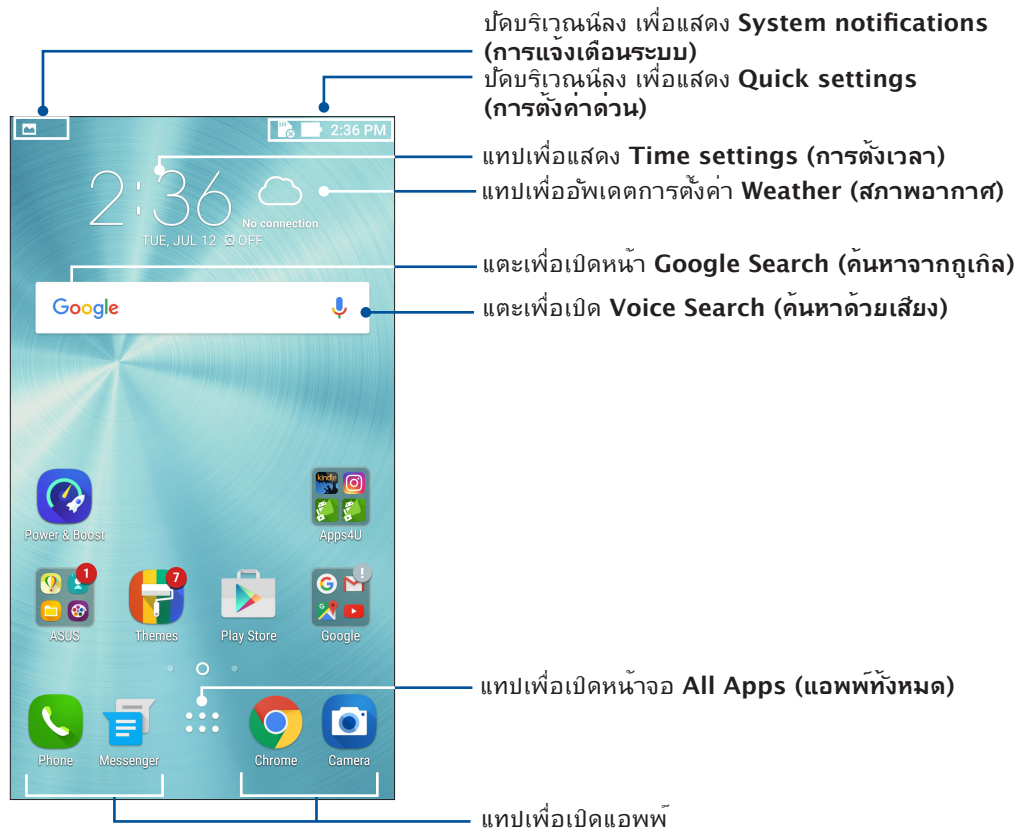 ปัดบริเวณนี้ลง เพื่อแสดง System notifications
(การแจ้งเตือนระบบ)
ปัดบริเวณนี้ลง เพื่อแสดง Quick settings
(การตั้งค่าด่วน)
2:36 PM
แทปเพื่อแสดง Time settings (การตั้งเวลา)
2:36
แทปเพื่ออัพเดตการตั้งค่า Weather (สภาพอากาศ)
No connection
TUE, JUL 12 OFF
แตะเพื่อเปิดหน้า Google Search (ค้นหาจากกูเกิล)
Google
แตะเพื่อเปิด Voice Search (ค้นหาด้วยเสียง)
kindle
Power & Boost
Apps4U
1
7
!
G
ASUS
Themes
Play Store
Google
แทปเพื่อเปิดหน้าจอ All Apps (แอพพ์ทั้งหมด)
Phone
Messenger
Chrome
Camera
แทปเพื่อเปิดแอพพ์